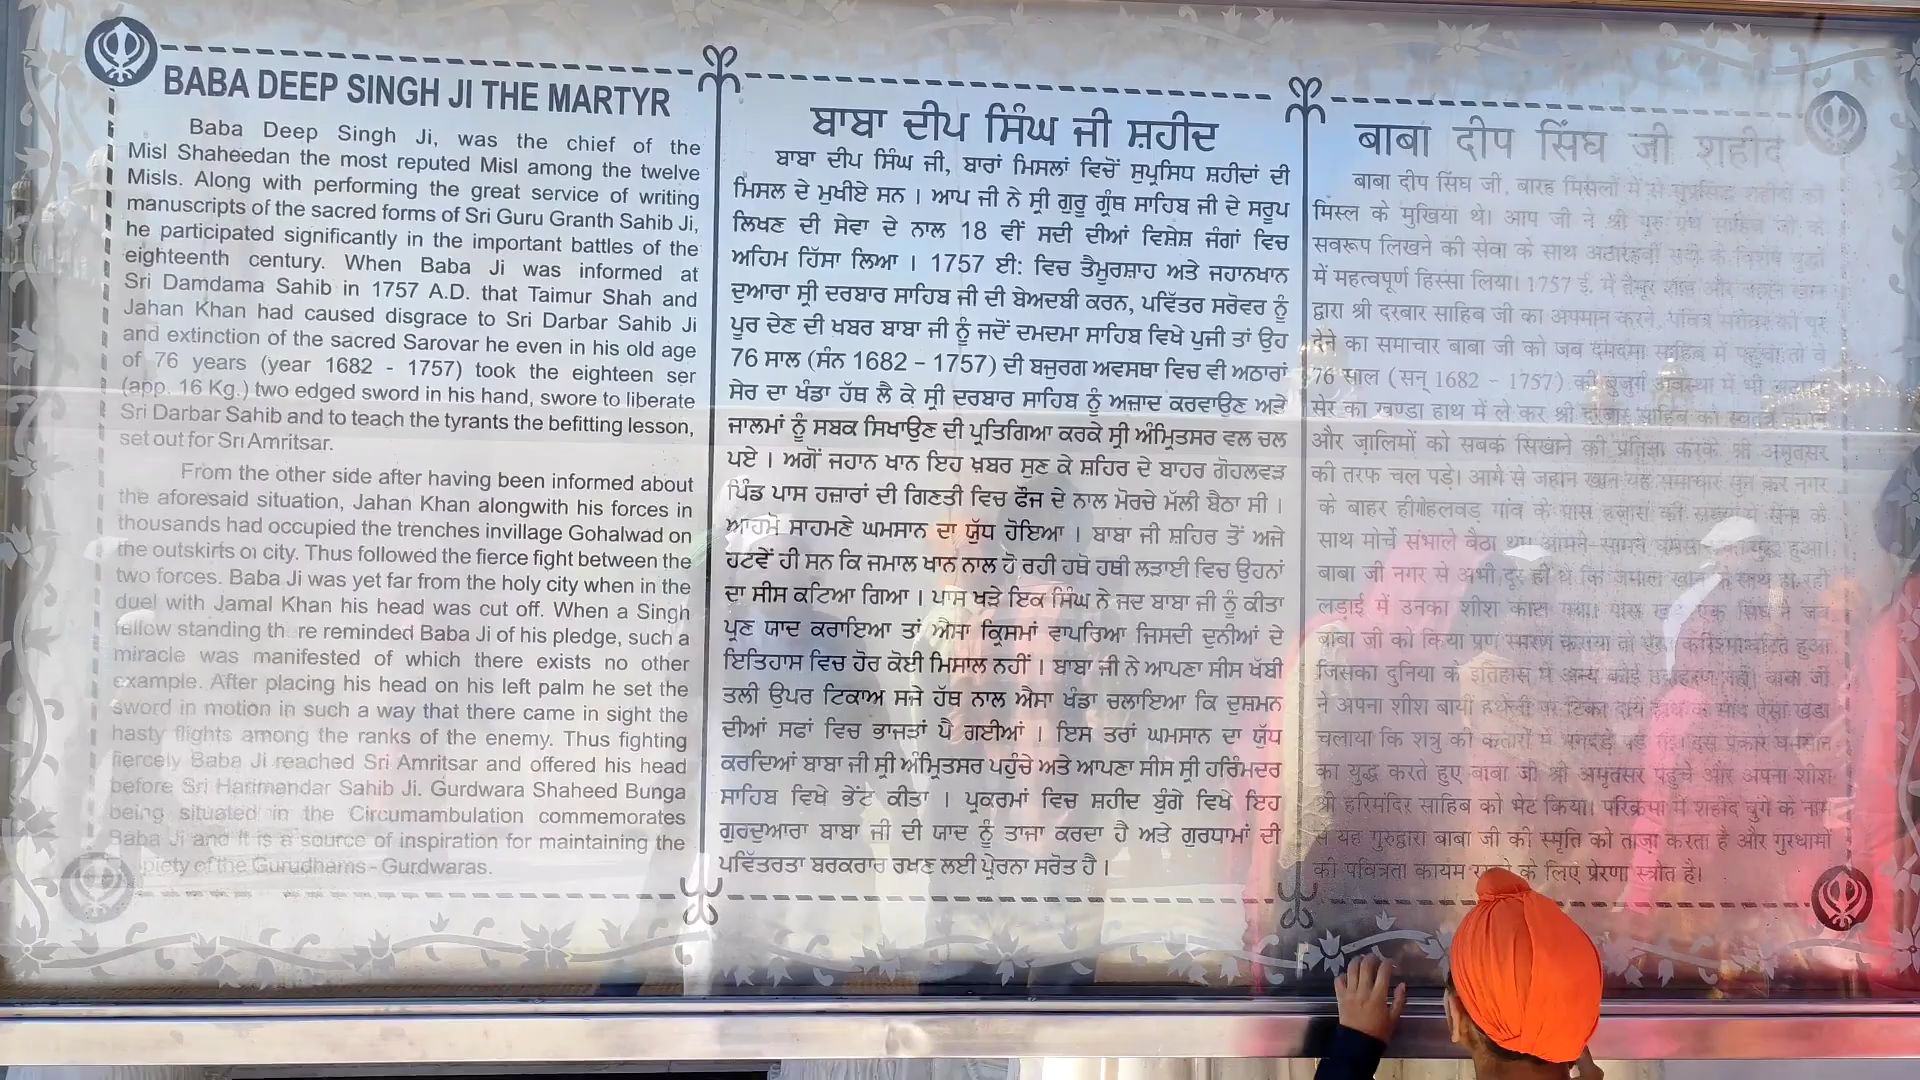 BABA DEEP SINGH JI THE MARTYR
Baba Deep Singh Ji, was the chief of the
Misl Shaheedan the most reputed Misl among the twelve
Misls. Along with performing the great service of writing
manuscripts of the sacred forms of Sri Guru Granth Sahib Ji,
he participated significantly in the important battles of the
eighteenth century. When Baba Ji was informed at
Sri Damdama Sahib in 1757 A.D. that Taimur Shah and
Jahan Khan had caused disgrace to Sri Darbar Sahib Ji
and extinction of the sacred Sarovar he even in his old age
of 76 years (year 1682 - 1757) took the eighteen ser
(app. 16 Kg.) two edged sword in his hand, swore to liberate
Sri Darbar Sahib and to teach the tyrants the befitting lesson,
set out for Sri Amritsar.
From the other side after having been informed about
the aforesaid situation, Jahan Khan alongwith his forces in
thousands had occupied the trenches invillage Gohalwad on
the outskirts of city. Thus followed the fierce fight between the
two forces. Baba Ji was yet far from the holy city when in the
duel with Jamal Khan his head was cut off. When a Singh
fellow standing th re reminded Baba Ji of his pledge, such a
miracle was manifested of which there exists no other
example. After placing his head on his left palm he set the
sword in motion in such a way that there came in sight the
hasty flights among the ranks of the enemy. Thus fighting
fiercely Baba Ji reached Sri Amritsar and offered his head
before Sri Harimandar Sahib Ji. Gurdwara Shaheed Bunga
being situated in the Circumambulation commemorates
Baba Ji and it is a source of inspiration for maintaining the
piety of the Gurudhams - Gurdwaras.
ਬਾਬਾ ਦੀਪ ਸਿੰਘ ਜੀ ਸ਼ਹੀਦ
ਬਾਬਾ ਦੀਪ ਸਿੰਘ ਜੀ, ਬਾਰਾਂ ਮਿਸਲਾਂ ਵਿਚੋਂ ਸੁਪ੍ਰਸਿਧ ਸ਼ਹੀਦਾਂ ਦੀ
ਮਿਸਲ ਦੇ ਮੁਖੀਏ ਸਨ । ਆਪ ਜੀ ਨੇ ਸ੍ਰੀ ਗੁਰੂ ਗ੍ਰੰਥ ਸਾਹਿਬ ਜੀ ਦੇ ਸਰੂਪ
ਲਿਖਣ ਦੀ ਸੇਵਾ ਦੇ ਨਾਲ 18 ਵੀਂ ਸਦੀ ਦੀਆਂ ਵਿਸ਼ੇਸ਼ ਜੰਗਾਂ ਵਿਚ
ਅਹਿਮ ਹਿੱਸਾ ਲਿਆ । 1757 ਈ: ਵਿਚ ਤੈਮੂਰਸ਼ਾਹ ਅਤੇ ਜਹਾਨਖਾਨ
ਦੁਆਰਾ ਸ੍ਰੀ ਦਰਬਾਰ ਸਾਹਿਬ ਜੀ ਦੀ ਬੇਅਦਬੀ ਕਰਨ, ਪਵਿੱਤਰ ਸਰੋਵਰ ਨੂੰ
ਪੂਰ ਦੇਣ ਦੀ ਖਬਰ ਬਾਬਾ ਜੀ ਨੂੰ ਜਦੋਂ ਦਮਦਮਾ ਸਾਹਿਬ ਵਿਖੇ ਪੁਜੀ ਤਾਂ ਉਹ
76 ਸਾਲ (ਸੰਨ 1682 - 1757) ਦੀ ਬਜ਼ੁਰਗ ਅਵਸਥਾ ਵਿਚ ਵੀ ਅਠਾਰਾਂ
ਸੇਰ ਦਾ ਖੰਡਾ ਹੱਥ ਲੈ ਕੇ ਸ੍ਰੀ ਦਰਬਾਰ ਸਾਹਿਬ ਨੂੰ ਅਜ਼ਾਦ ਕਰਵਾਉਣ ਅਤੇ
ਜਾਲਮਾਂ ਨੂੰ ਸਬਕ ਸਿਖਾਉਣ ਦੀ ਪ੍ਰਤਿਗਿਆ ਕਰਕੇ ਸ੍ਰੀ ਅੰਮ੍ਰਿਤਸਰ ਵਲ ਚਲ
ਪਏ । ਅਗੋਂ ਜਹਾਨ ਖਾਨ ਇਹ ਖ਼ਬਰ ਸੁਣ ਕੇ ਸ਼ਹਿਰ ਦੇ ਬਾਹਰ ਗੋਹਲਵੜ
ਪਿੰਡ ਪਾਸ ਹਜ਼ਾਰਾਂ ਦੀ ਗਿਣਤੀ ਵਿਚ ਫੌਜ ਦੇ ਨਾਲ ਮੋਰਚੇ ਮੱਲੀ ਬੈਠਾ ਸੀ ।
ਆਹਮੋ ਸਾਹਮਣੇ ਘਮਸਾਨ ਦਾ ਯੁੱਧ ਹੋਇਆ । ਬਾਬਾ ਜੀ ਸ਼ਹਿਰ ਤੋਂ ਅਜੇ
ਹਟਵੇਂ ਹੀ ਸਨ ਕਿ ਜਮਾਲ ਖਾਨ ਨਾਲ ਹੋ ਰਹੀ ਹਥੋ ਹਥੀ ਲੜਾਈ ਵਿਚ ਉਹਨਾਂ
ਦਾ ਸੀਸ ਕਟਿਆ ਗਿਆ । ਪਾਸ ਖੜੇ ਇਕ ਸਿੰਘ ਨੇ ਜਦ ਬਾਬਾ ਜੀ ਨੂੰ ਕੀਤਾ
ਪ੍ਰਣ ਯਾਦ ਕਰਾਇਆ ਤਾਂ ਐਸਾ ਕ੍ਰਿਸਮਾਂ ਵਾਪਰਿਆ ਜਿਸਦੀ ਦੁਨੀਆਂ ਦੇ
ਇਤਿਹਾਸ ਵਿਚ ਹੋਰ ਕੋਈ ਮਿਸਾਲ ਨਹੀਂ । ਬਾਬਾ ਜੀ ਨੇ ਆਪਣਾ ਸੀਸ ਖੱਬੀ
ਤਲੀ ਉਪਰ ਟਿਕਾਅ ਸਜੇ ਹੱਥ ਨਾਲ ਐਸਾ ਖੰਡਾ ਚਲਾਇਆ ਕਿ ਦੁਸ਼ਮਨ
ਦੀਆਂ ਸਫਾਂ ਵਿਚ ਭਾਜੜਾਂ ਪੈ ਗਈਆਂ । ਇਸ ਤਰਾਂ ਘਮਸਾਨ ਦਾ ਯੁੱਧ
ਕਰਦਿਆਂ ਬਾਬਾ ਜੀ ਸ੍ਰੀ ਅੰਮ੍ਰਿਤਸਰ ਪਹੁੰਚੇ ਅਤੇ ਆਪਣਾ ਸੀਸ ਸ੍ਰੀ ਹਰਿੰਮਦਰ
ਸਾਹਿਬ ਵਿਖੇ ਭੇਂਟ ਕੀਤਾ । ਪ੍ਰਕਰਮਾਂ ਵਿਚ ਸ਼ਹੀਦ ਬੁੰਗੇ ਵਿਖੇ ਇਹ
ਗੁਰਦੁਆਰਾ ਬਾਬਾ ਜੀ ਦੀ ਯਾਦ ਨੂੰ ਤਾਜਾ ਕਰਦਾ ਹੈ ਅਤੇ ਗੁਰਧਾਮਾਂ ਦੀ
ਪਵਿੱਤਰਤਾ ਬਰਕਰਾਰ ਰਖਣ ਲਈ ਪ੍ਰੇਰਨਾ ਸਰੋਤ ਹੈ ।
बाबा दीप सिंघ जी शहीद
बाबा दीप सिंघ जी, बारह मिसलों में से सुप्रसिद्ध शहीदों की
मिस्ल के मुखिया थे। आप जी ने श्री गुरु ग्रंथ साहिब जी के
सवरूप लिखने की सेवा के साथ अठारहवीं सदी के विशेष युद्धों
में महत्वपूर्ण हिस्सा लिया। 1757 ई. में तैमूर शाह और जहान खान
द्वारा श्री दरबार साहिब जी का अपमान करने, पवित्र सरोवर को पूर
देने का समाचार बाबा जी को जब दमदमा साहिब में पहुंचा तो वे
76 साल (सन् 1682 - 1757) की बुजुर्ग अवस्था में भी
सेर का खण्डा हाथ में ले कर श्री दरबार साहिब को स्वतंत्र
और ज़ालिमों को सबक सिखाने की प्रतिज्ञा करके श्री अमृतसर
की तरफ चल पड़े। आगे से जहान खान यह समाचार सुन कर नगर
के बाहर गांव के पास हजारों की संख्या में सेना के
साथ मोर्चे संभाले बैठा था। आमने-सामने युद्ध हुआ।
बाबा जी नगर से अभी दूर ही थे कि जमाल खान के साथ हो रही
लड़ाई में उनका शीश काटा गया। पास खड़े एक सिंघ ने जब
बाबा जी को किया प्रण स्मरण कराया तो हुआ
जिसका दुनिया के इतिहास में अन्य कोई उदाहरण नहीं। बाबा जी
ने अपना शीश बायीं हथेली पर टिका दायें हाथ के साथ ऐसा खंडा
चलाया कि शत्रु की कतारों में इस प्रकार घमासान
का युद्ध करते हुए बाबा जी श्री अमृतसर पहुंचे और अपना शीश
श्री हरिमंदिर साहिब को भेंट किया। परिक्रमा में शहीद बुंगे के नाम
से यह गुरुद्वारा बाबा जी की स्मृति को ताजा करता है और गुरधामों
की पवित्रता कायम के लिए प्रेरणा स्त्रोत है।